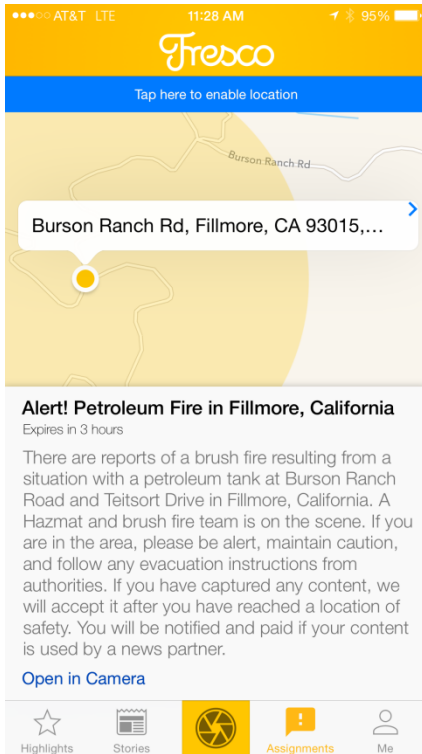 AT&T LTE 11:28 AM 95%
Fresco
Tap here to enable location
Burson Ranch Rd
Burson Ranch Rd, Fillmore, CA 93015,...
Alert! Petroleum Fire in Fillmore, California
Expires in 3 hours
There are reports of a brush fire resulting from a
situation with a petroleum tank at Burson Ranch
Road and Teitsort Drive in Fillmore, California. A
Hazmat and brush fire team is on the scene. If you
are in the area, please be alert, maintain caution,
and follow any evacuation instructions from
authorities. If you have captured any content, we
will accept it after you have reached a location of
safety. You will be notified and paid if your content
is used by a news partner.
Open in Camera
Highlights Stories Assignments Me